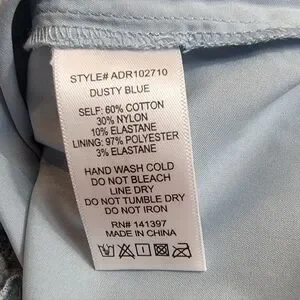 STYLE# ADR102710
DUSTY BLUE
SELF: 60% COTTON
30% NYLON
10% ELASTANE
LINING: 97% POLYESTER
3% ELASTANE
HAND WASH COLD
DO NOT BLEACH
LINE DRY
DO NOT TUMBLE DRY
DO NOT IRON
RN# 141397
MADE IN CHINA